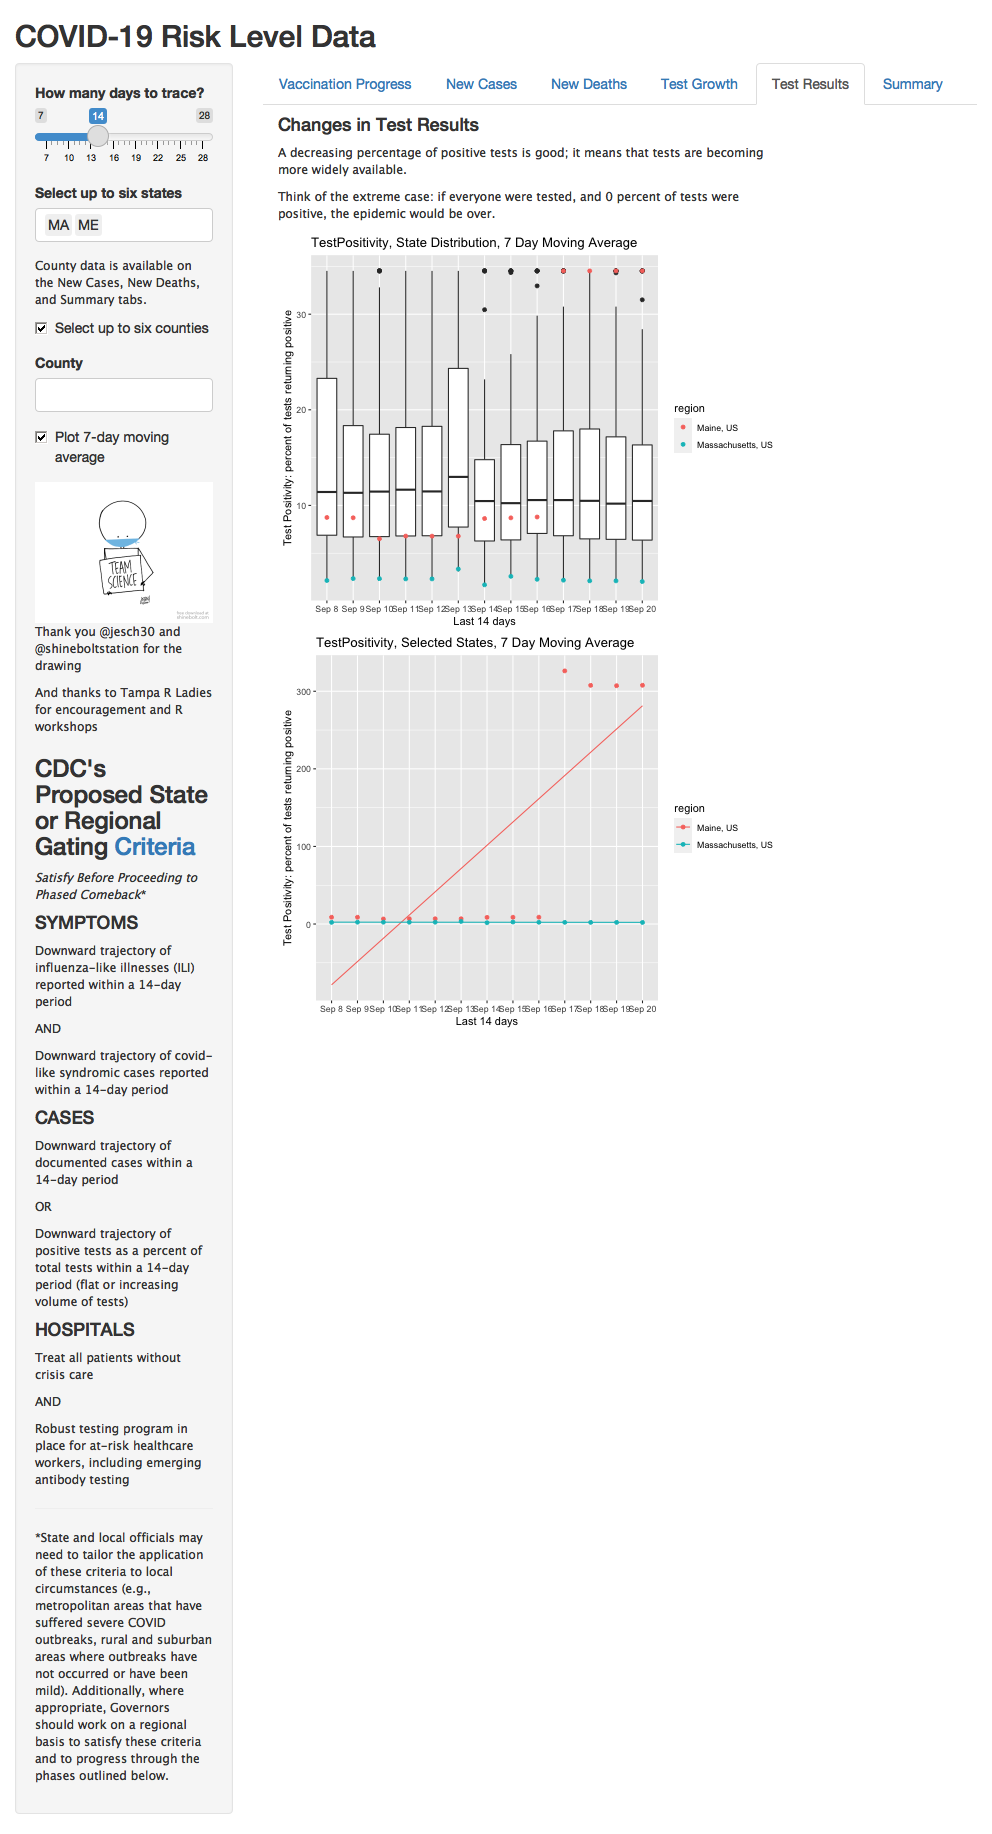 COVID-19 Risk Level Data
How many days to trace?
7 14 28
7 10 13 16 19 22 25 28
Select up to six states
MA ME
County data is available on
the New Cases, New Deaths,
and Summary tabs.
Select up to six counties
County
Plot 7-day moving
average
TEAM
SCIENCE
Thank you @jesch30 and
@shineboltstation for the
drawing
And thanks to Tampa R Ladies
for encouragement and R
workshops
CDC's
Proposed State
or Regional
Gating Criteria
Satisfy Before Proceeding to
Phased Comeback*
SYMPTOMS
Downward trajectory of
influenza-like illnesses (ILI)
reported within a 14-day
period
AND
Downward trajectory of covid-
like syndromic cases reported
within a 14-day period
CASES
Downward trajectory of
documented cases within a
14-day period
OR
Downward trajectory of
positive tests as a percent of
total tests within a 14-day
period (flat or increasing
volume of tests)
HOSPITALS
Treat all patients without
crisis care
AND
Robust testing program in
place for at-risk healthcare
workers, including emerging
antibody testing
*State and local officials may
need to tailor the application
of these criteria to local
circumstances (e.g.,
metropolitan areas that have
suffered severe COVID
outbreaks, rural and suburban
areas where outbreaks have
not occurred or have been
mild). Additionally, where
appropriate, Governors
should work on a regional
basis to satisfy these criteria
and to progress through the
phases outlined below.
Vaccination Progress New Cases New Deaths Test Growth Test Results Summary
Changes in Test Results
A decreasing percentage of positive tests is good; it means that tests are becoming
more widely available.
Think of the extreme case: if everyone were tested, and 0 percent of tests were
positive, the epidemic would be over.
TestPositivity, State Distribution, 7 Day Moving Average
Test Positivity: percent of tests returning positive
30
20
10
Sep 8 Sep 9 Sep 10 Sep 11 Sep 12 Sep 13 Sep 14 Sep 15 Sep 16 Sep 17 Sep 18 Sep 19 Sep 20
Last 14 days
region
Maine, US
Massachusetts, US
TestPositivity, Selected States, 7 Day Moving Average
Test Positivity: percent of tests returning positive
300
200
100
0
Sep 8 Sep 9 Sep 10 Sep 11 Sep 12 Sep 13 Sep 14 Sep 15 Sep 16 Sep 17 Sep 18 Sep 19 Sep 20
Last 14 days
region
Maine, US
Massachusetts, US